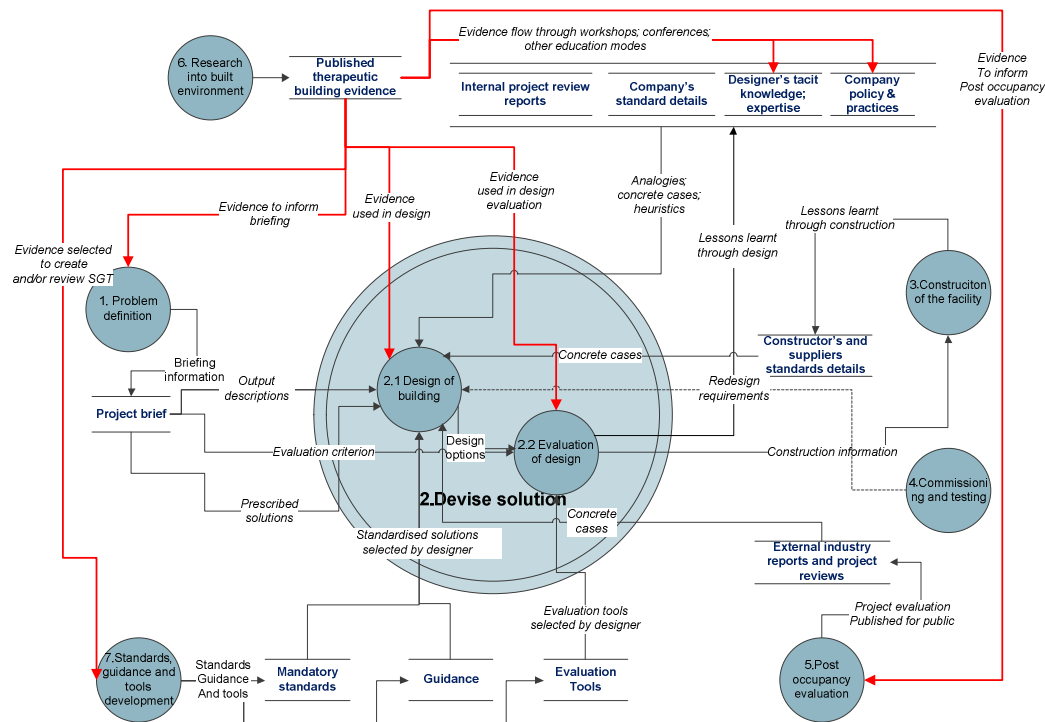 Evidence flow through workshops; conferences;
other education modes
6. Research
into built
environment
Published
therapeutic
building evidence
Internal project review
reports
Company's
standard details
Designer's tacit
knowledge;
expertise
Company
policy &
practices
Evidence
To inform
Post occupancy
evaluation
Evidence
used in design
Evidence
used in design
evaluation
Analogies;
concrete cases;
heuristics
Evidence to inform
briefing
Lessons learnt
through design
Lessons learnt
through construction
Evidence selected
to create
and/or review SGT
1. Problem
definition
3.Construciton
of the facility
Briefing
information
Constructor's and
suppliers
standards details
Concrete cases
Output
descriptions
2.1 Design of
building
Redesign
requirements
Project brief
Evaluation criterion
Design
options
2.2 Evaluation
of design
Construction information
4.Commissioni
ng and testing
2.Devise solution
Prescribed
solutions
Concrete
cases
Standardised solutions
selected by designer
External industry
reports and project
reviews
Evaluation tools
selected by designer
Project evaluation
Published for public
7.Standards,
guidance and
tools
development
Standards
Guidance
And tools
Mandatory
standards
Guidance
Evaluation
Tools
5.Post
occupancy
evaluation